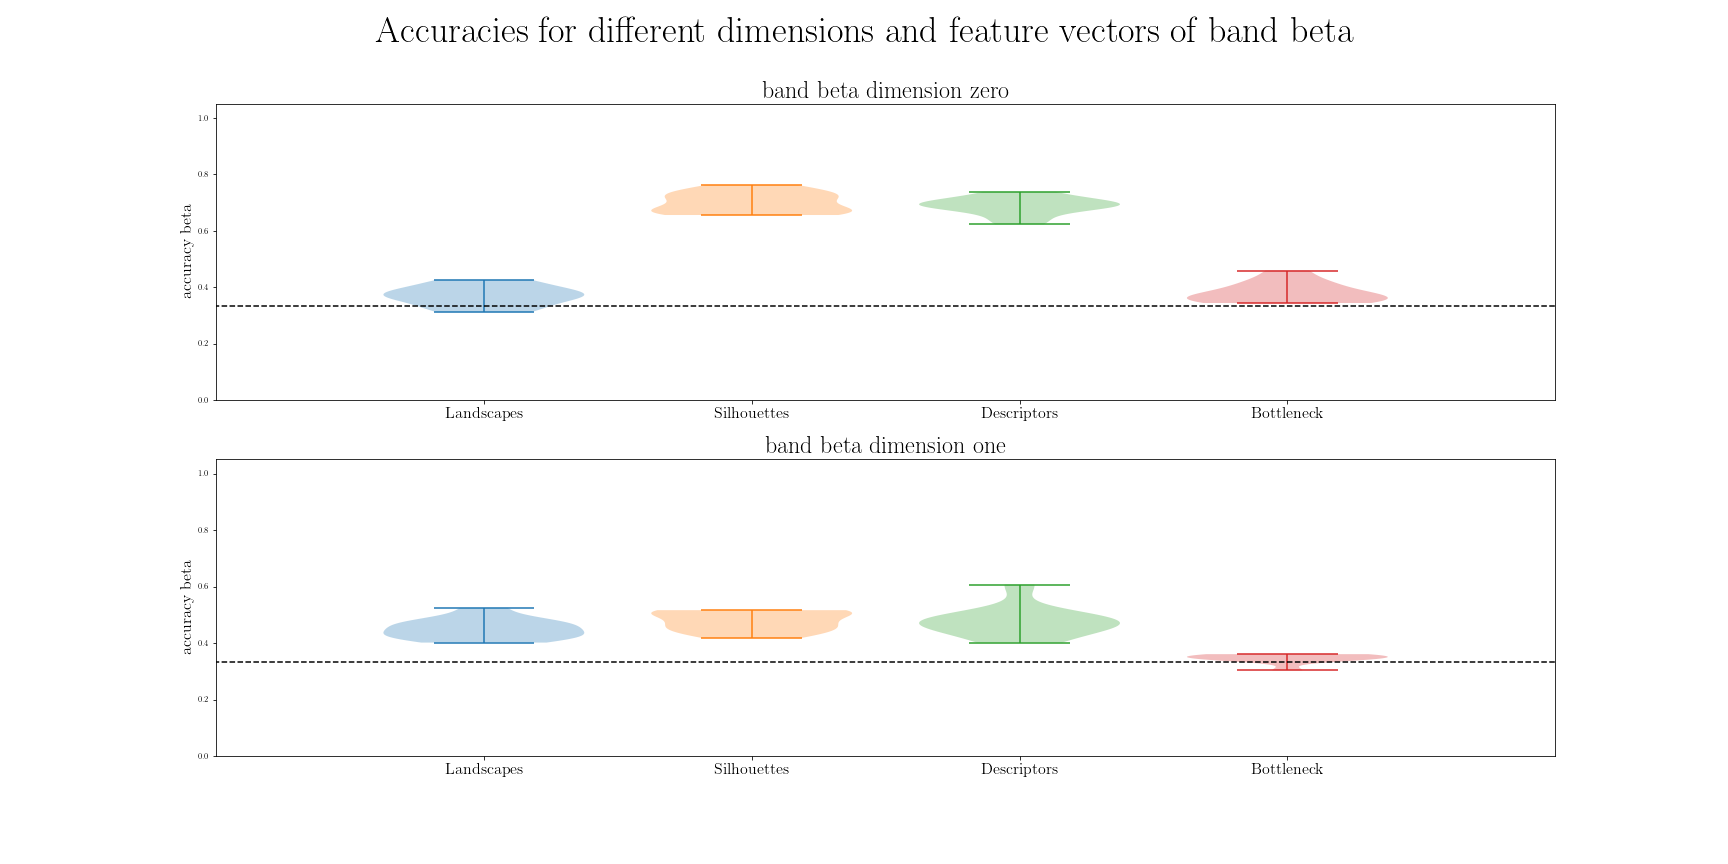 Accuracies for different dimensions and feature vectors of band beta
band beta dimension zero
1.0
0.8
0.6
0.4
0.2
0.0
accuracy beta
Landscapes Silhouettes Descriptors Bottleneck
band beta dimension one
1.0
0.8
0.6
0.4
0.2
0.0
accuracy beta
Landscapes Silhouettes Descriptors Bottleneck